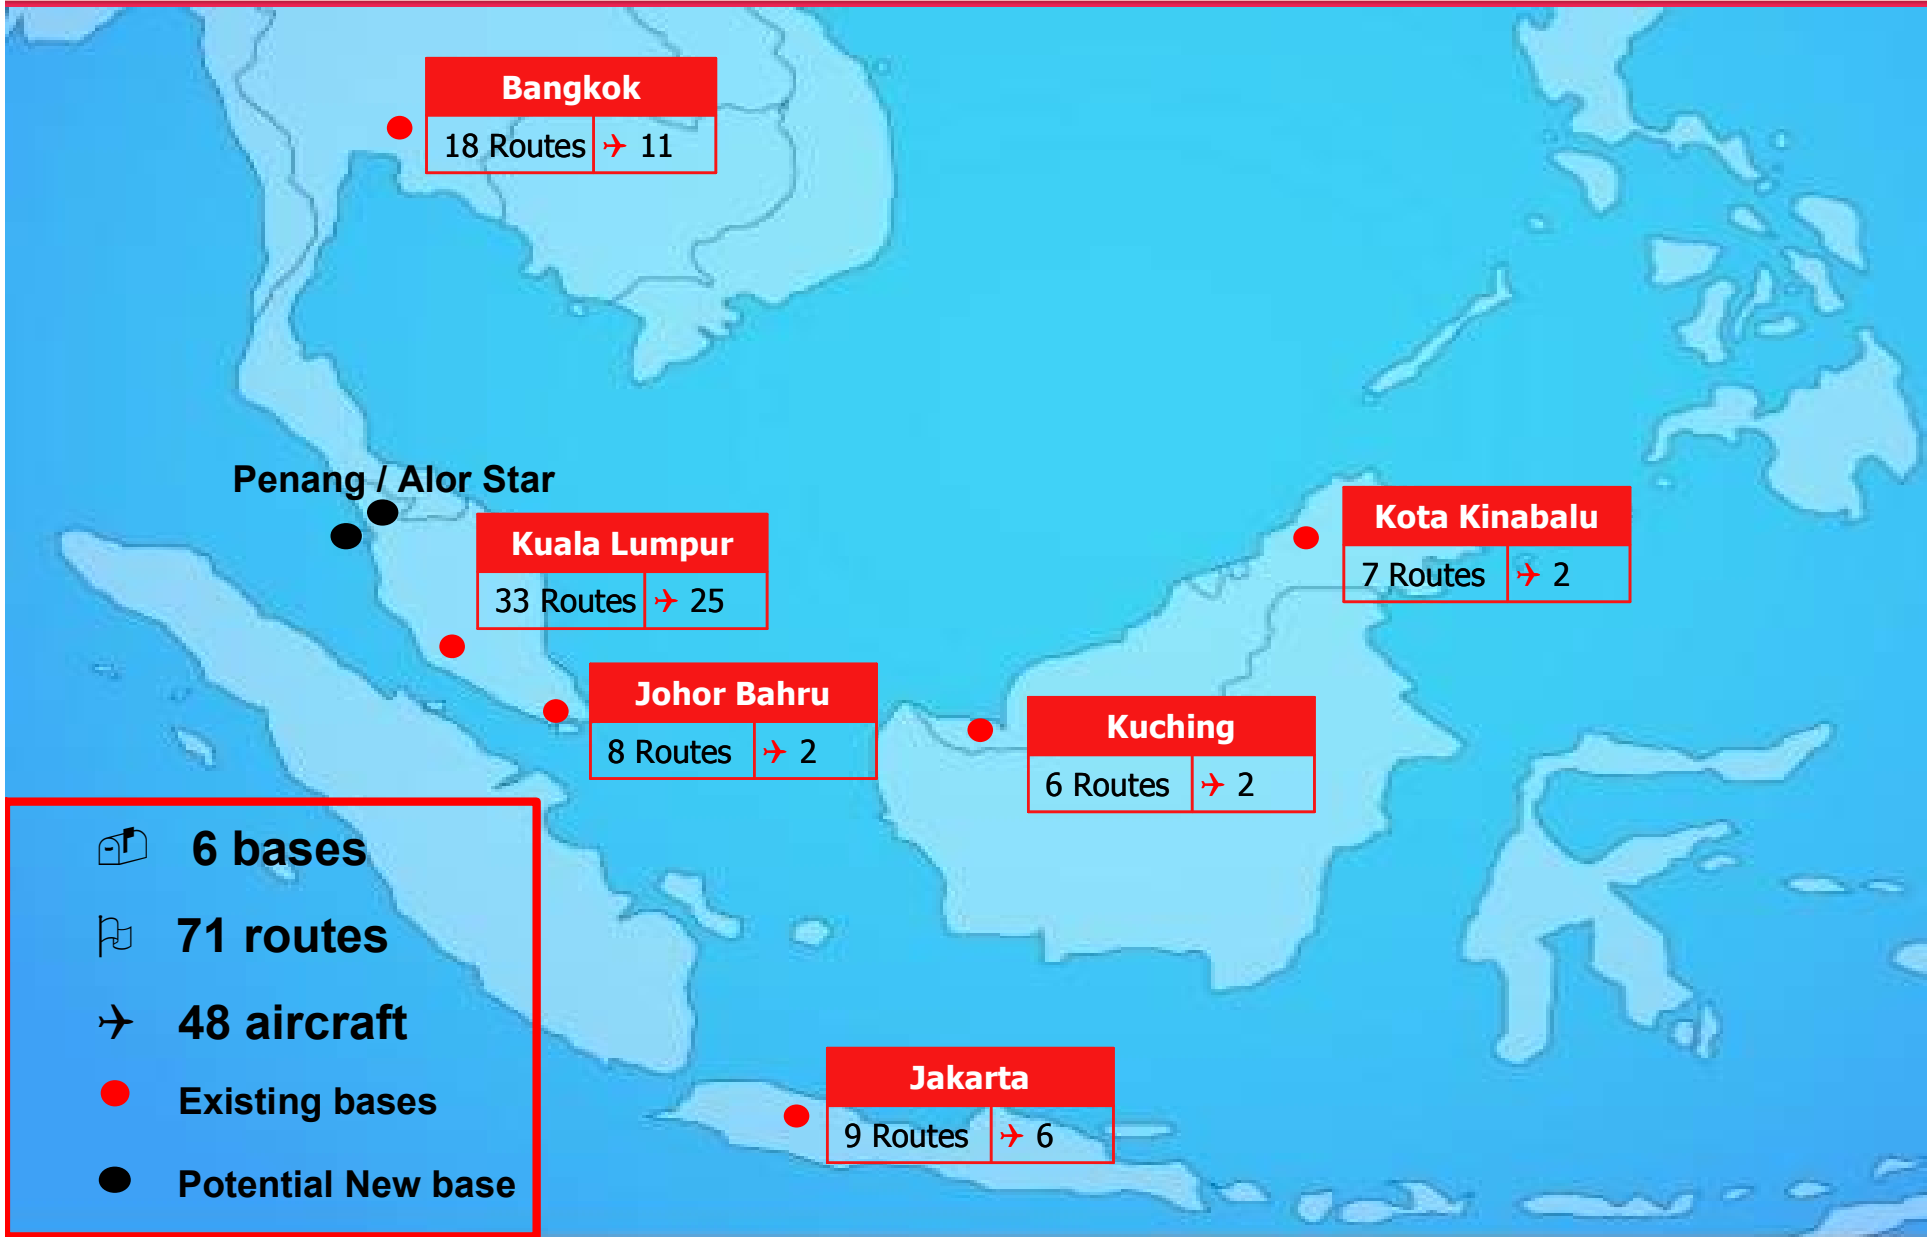 Bangkok
18 Routes ✈ 11
Penang / Alor Star
Kuala Lumpur
33 Routes ✈ 25
Kota Kinabalu
7 Routes ✈ 2
Johor Bahru
8 Routes ✈ 2
Kuching
6 Routes ✈ 2
Jakarta
9 Routes ✈ 6
6 bases
71 routes
✈ 48 aircraft
Existing bases
Potential New base